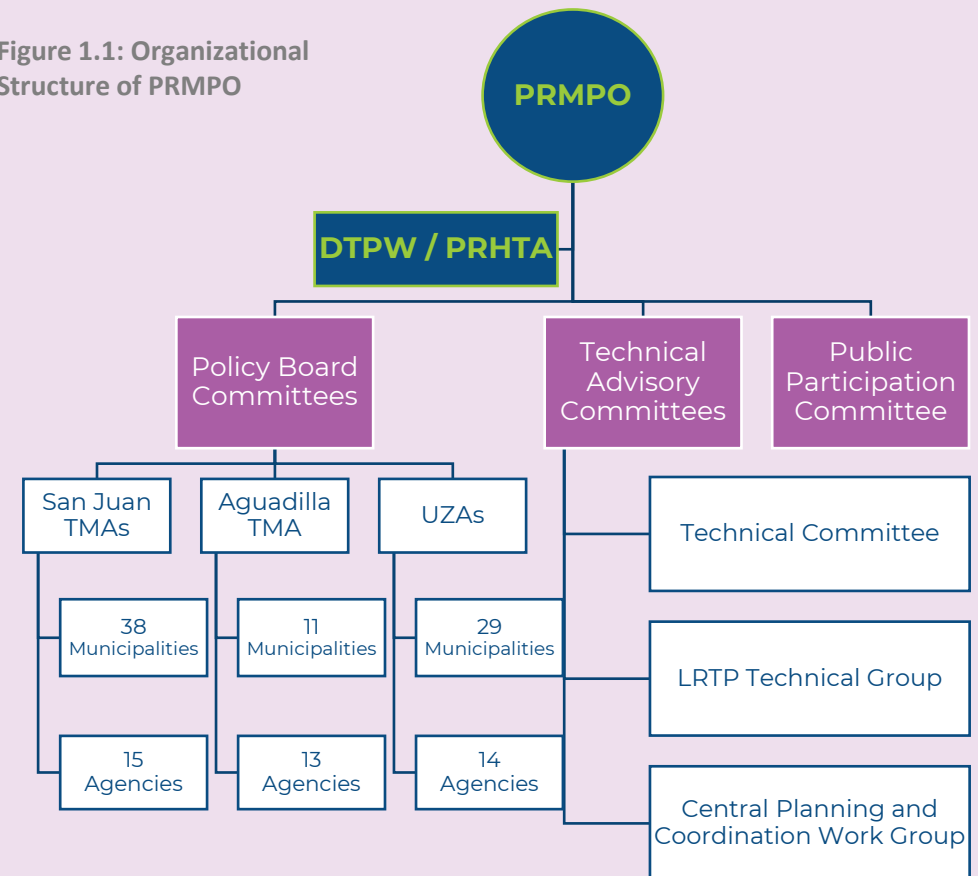 Figure 1.1: Organizational
Structure of PRMPO
PRMPO
DTPW / PRHTA
Policy Board
Committees
Technical
Advisory
Committees
Public
Participation
Committee
San Juan
TMAs
Aguadilla
TMA
UZAs
38
Municipalities
11
Municipalities
29
Municipalities
15
Agencies
13
Agencies
14
Agencies
Technical Committee
LRTP Technical Group
Central Planning and
Coordination Work Group